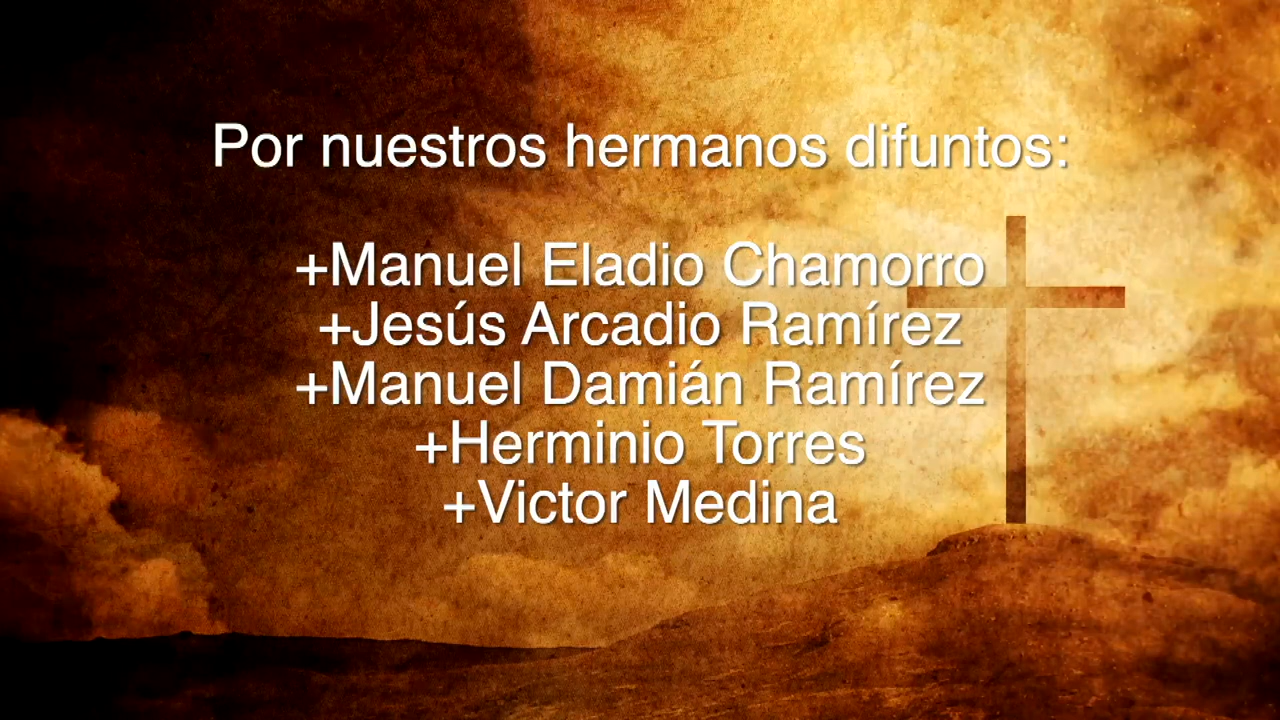 Por nuestros hermanos difuntos:
+Manuel Eladio Chamorro
+Jesús Arcadio Ramírez
+Manuel Damián Ramírez
+Herminio Torres
+Victor Medina